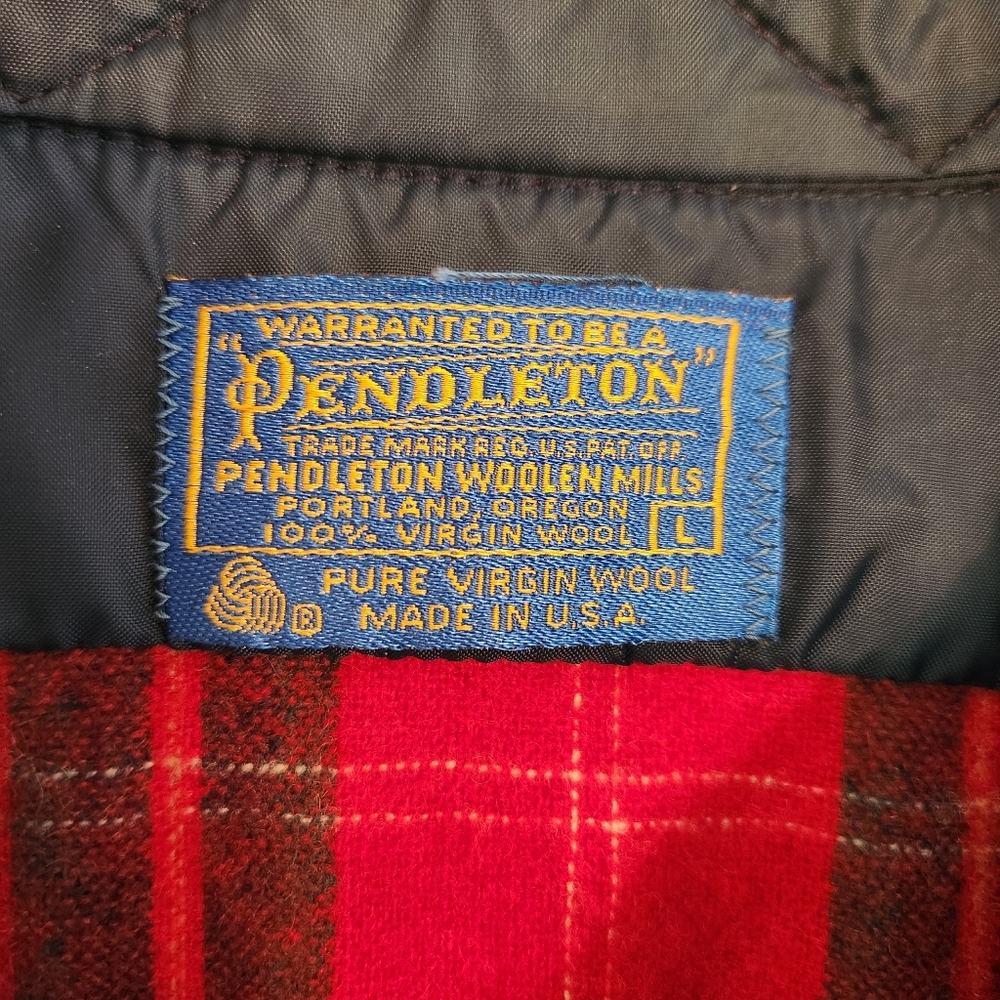 "WARRANTED TO BE A
PENDLETON"
TRADE MARK REG. U.S. PAT. OFF.
PENDLETON WOOLEN MILLS
PORTLAND, OREGON
100% VIRGIN WOOL L
PURE VIRGIN WOOL
® MADE IN U.S.A.